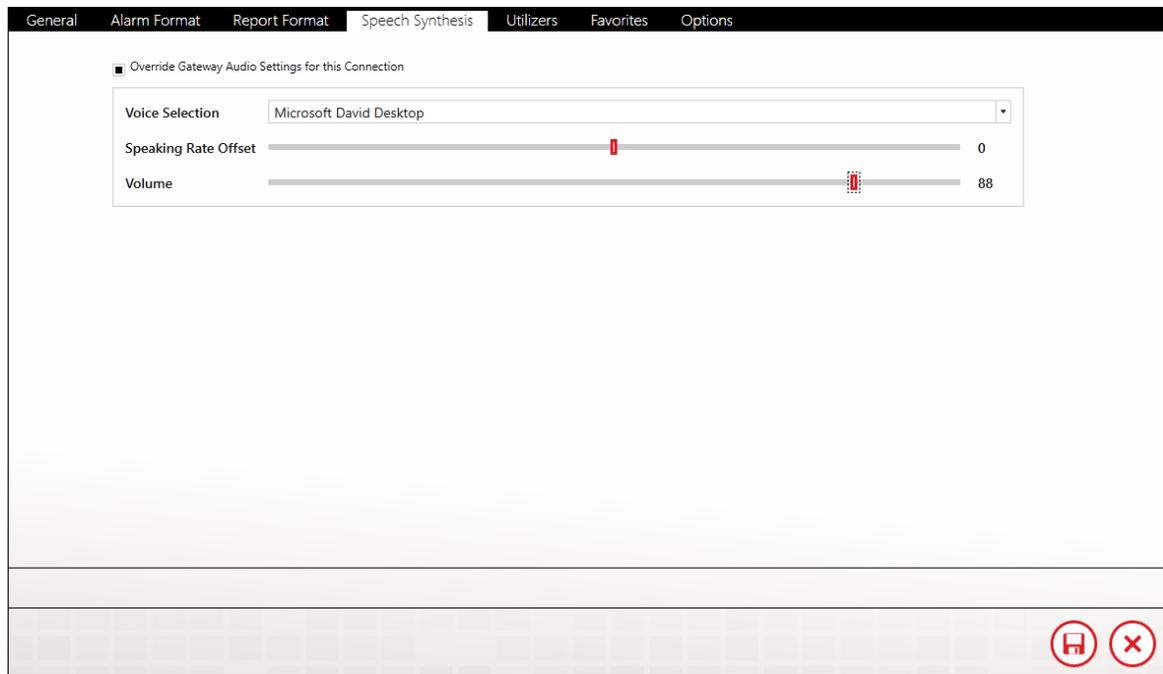 General Alarm Format Report Format Speech Synthesis Utilizers Favorites Options
Override Gateway Audio Settings for this Connection
Voice Selection Microsoft David Desktop
Speaking Rate Offset 0
Volume 88